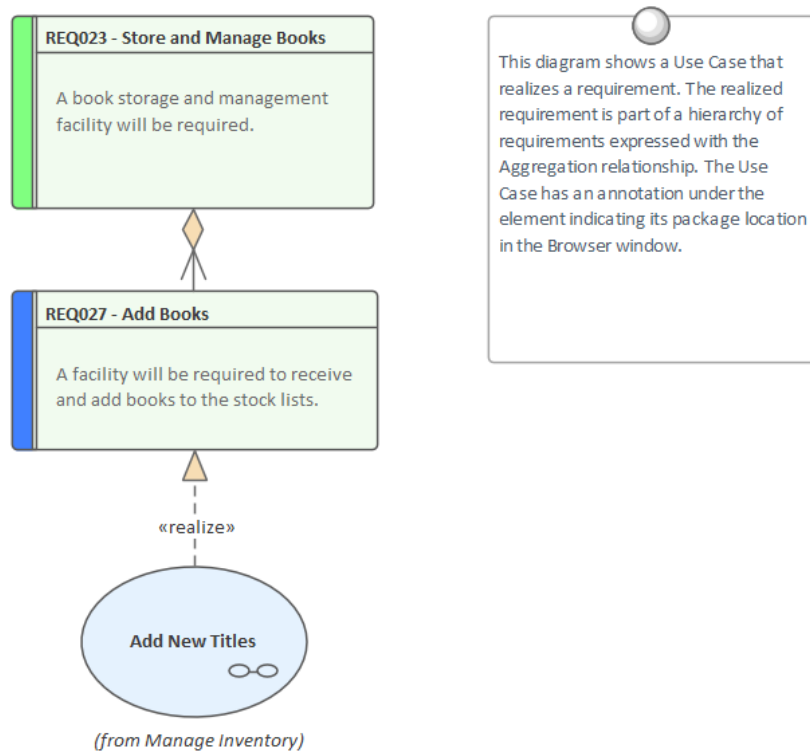 REQ023 - Store and Manage Books
A book storage and management
facility will be required.
REQ027 - Add Books
A facility will be required to receive
and add books to the stock lists.
«realize»
Add New Titles
(from Manage Inventory)
This diagram shows a Use Case that
realizes a requirement. The realized
requirement is part of a hierarchy of
requirements expressed with the
Aggregation relationship. The Use
Case has an annotation under the
element indicating its package location
in the Browser window.